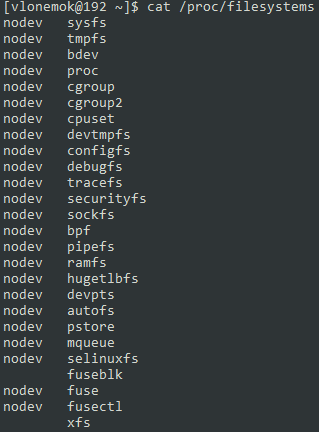 [vlonemok@192 ~]$ cat /proc/filesystems
nodev   sysfs
nodev   tmpfs
nodev   bdev
nodev   proc
nodev   cgroup
nodev   cgroup2
nodev   cpuset
nodev   devtmpfs
nodev   configfs
nodev   debugfs
nodev   tracefs
nodev   securityfs
nodev   sockfs
nodev   bpf
nodev   pipefs
nodev   ramfs
nodev   hugetlbfs
nodev   devpts
nodev   autofs
nodev   pstore
nodev   mqueue
nodev   selinuxfs
        fuseblk
nodev   fuse
nodev   fusectl
        xfs